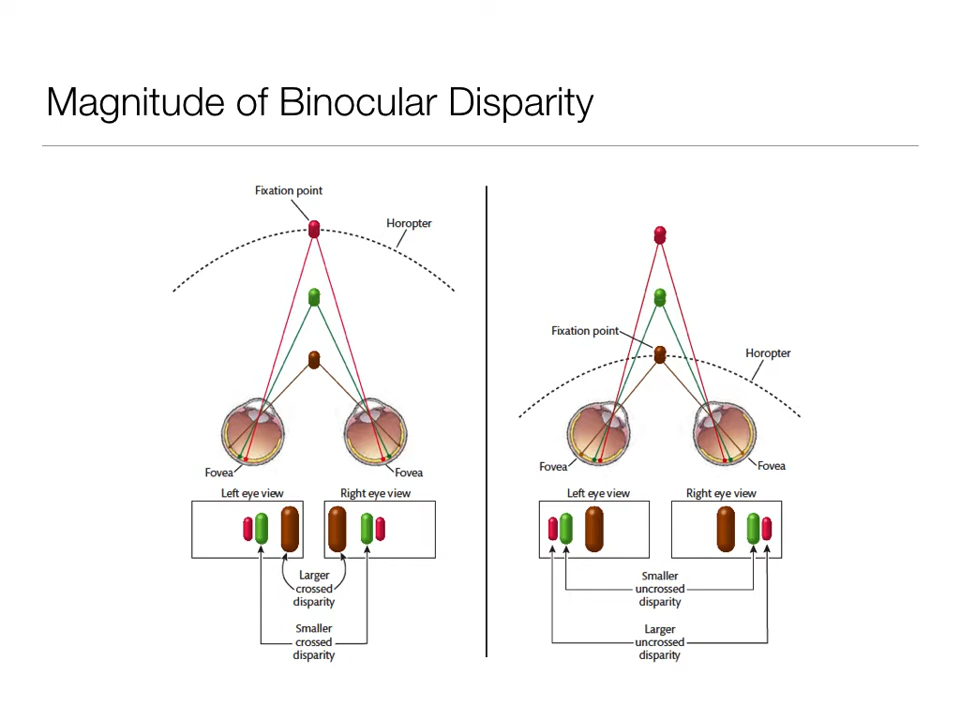 Magnitude of Binocular Disparity
Fixation point
Horopter
Fovea
Fovea
Left eye view
Right eye view
Larger
crossed
disparity
Smaller
crossed
disparity
Fixation point
Horopter
Fovea
Fovea
Left eye view
Right eye view
Smaller
uncrossed
disparity
Larger
uncrossed
disparity